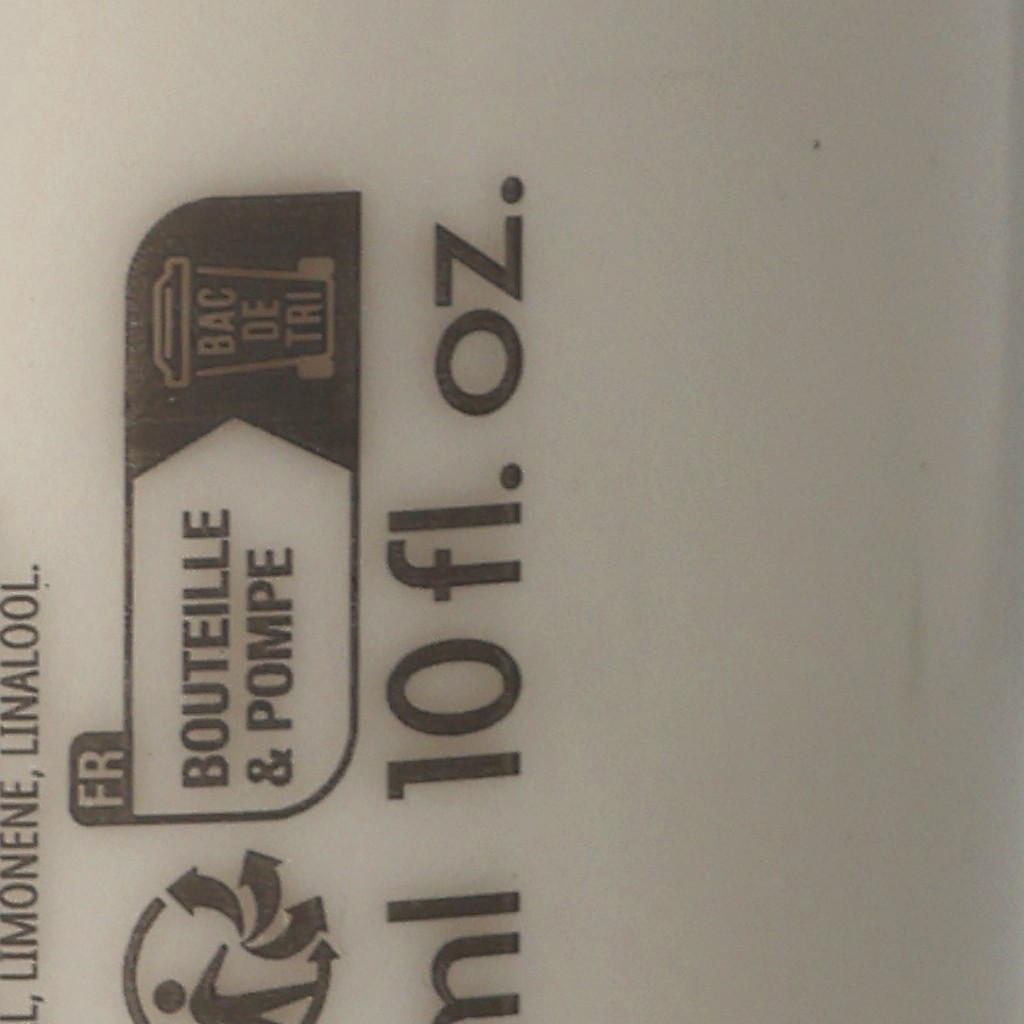 L, LIMONENE, LINALOOL.
FR
BOUTEILLE
& POMPE
BAC
DE
TRI
ml 10 fl. oz.